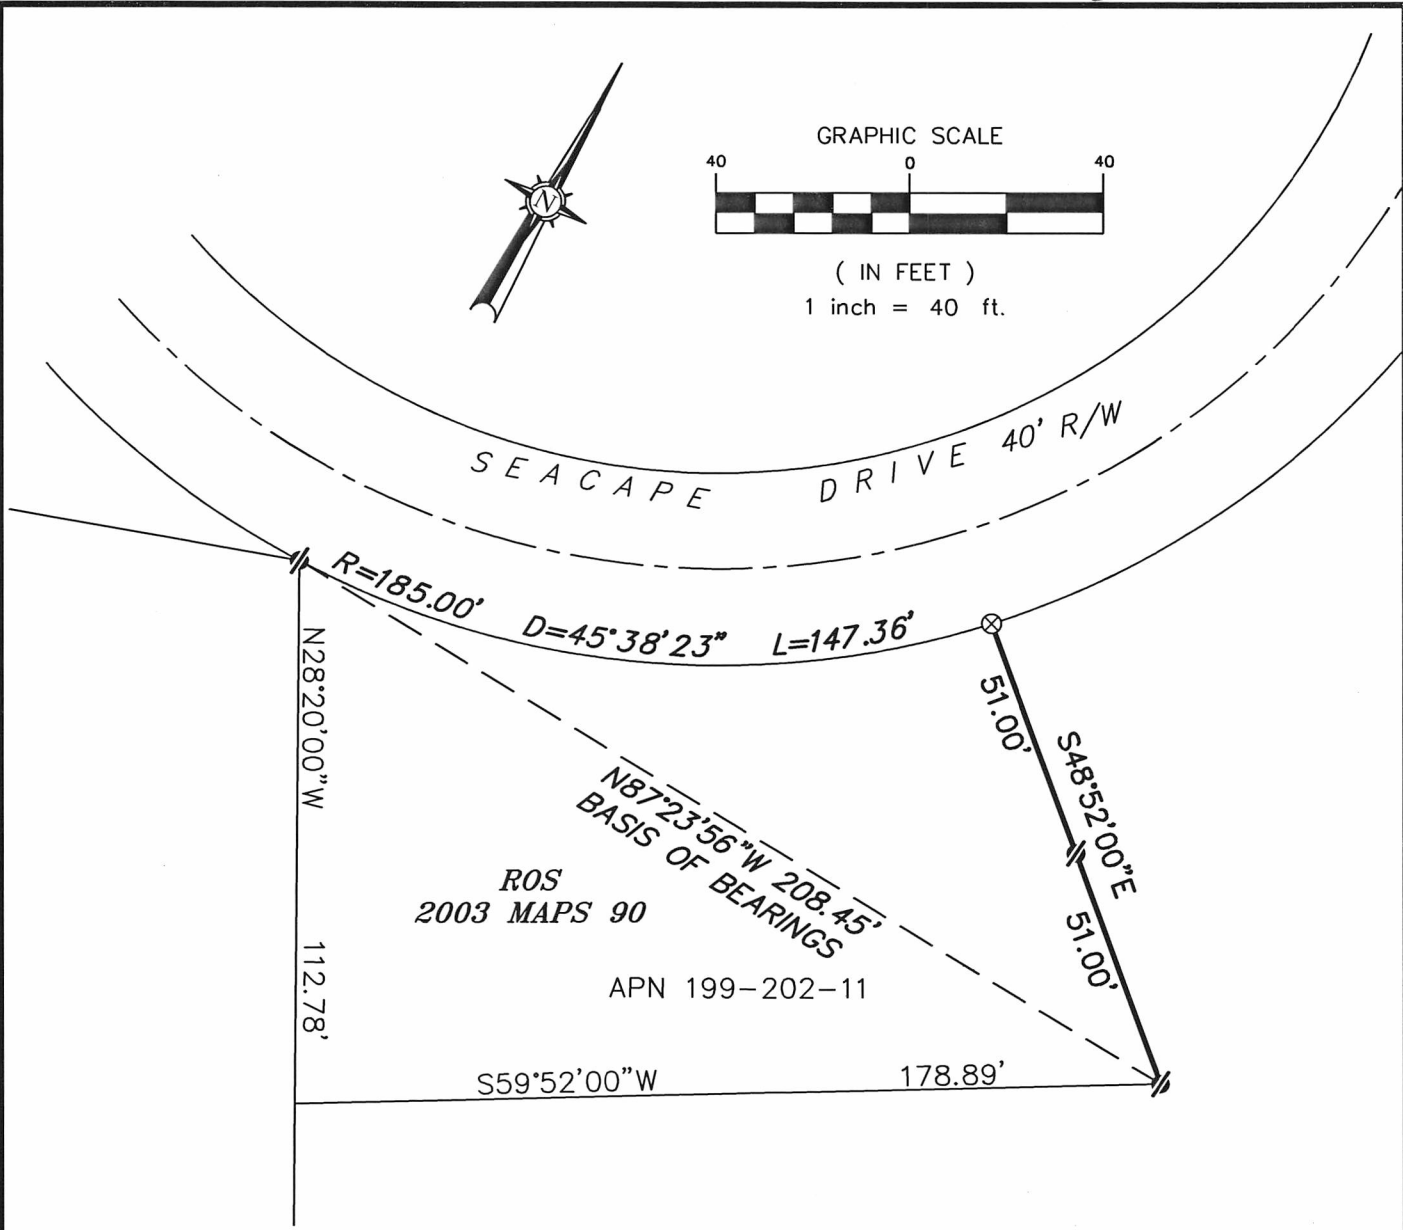 GRAPHIC SCALE
40 0 40
( IN FEET )
1 inch = 40 ft.
N
SEACAPE DRIVE 40' R/W
R=185.00' D=45°38'23" L=147.36'
N28°20'00"W 112.78'
51.00'
S48°52'00"E
51.00'
N87°23'56"W 208.45'
BASIS OF BEARINGS
ROS
2003 MAPS 90
APN 199-202-11
S59°52'00"W 178.89'